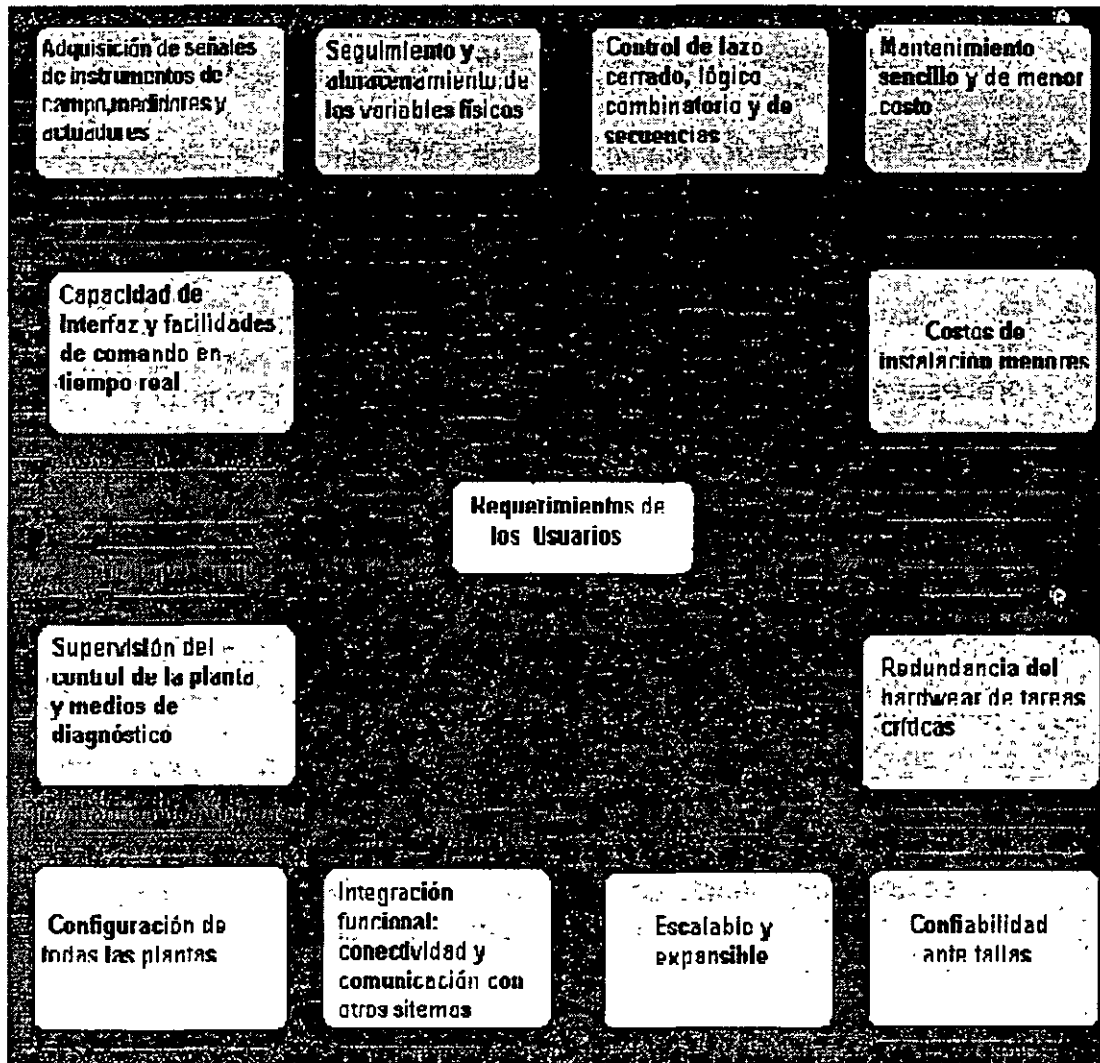 Adquisición de señales
de instrumentos de
campo,medidores y
actuadores
Seguimiento y
almacenamiento de
las variables físicas
Control de lazo
cerrado, lógico
combinatorio y de
secuencias
Mantenimiento
sencillo y de menor
costo
Capacidad de
Interfaz y facilidades
de comando en
tiempo real
Costos de
instalación menores
Requerimientos de
los Usuarios
Supervisión del
control de la planta
y medios de
diagnóstico
Redundancia del
hardwear de tareas
críticas
Configuración de
todas las plantas
Integración
funcional:
conectividad y
comunicación con
otros sitemas
Escalable y
expansible
Confiabilidad
ante fallas